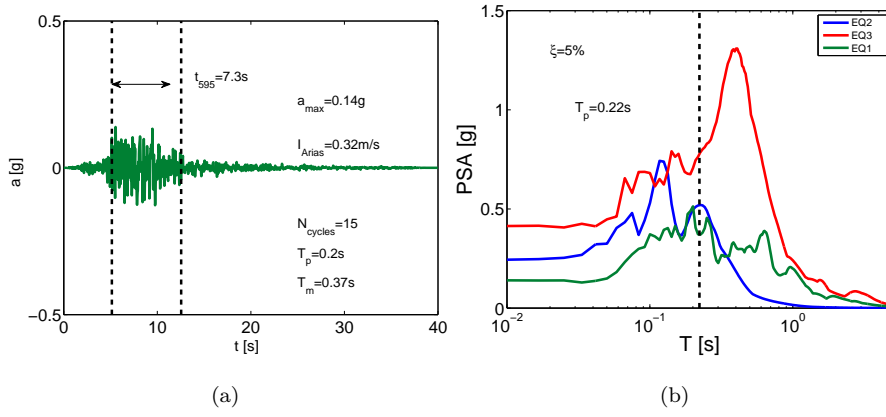 0.5
t595=7.3s
amax=0.14g
IArias=0.32m/s
a [g]
0
Ncycles=15
Tp=0.2s
Tm=0.37s
−0.5
0 10 20 30 40
t [s]
(a)
1.5
EQ2
EQ3
EQ1
ξ=5%
Tp=0.22s
1
PSA [g]
0.5
0
10−2 10−1 100
T [s]
(b)